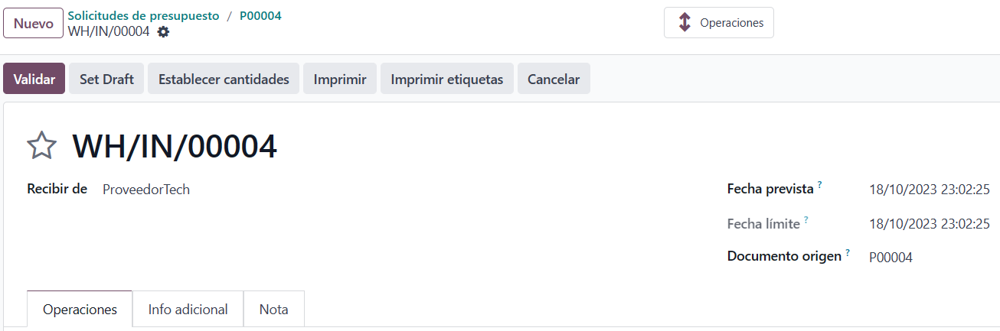 Nuevo
Solicitudes de presupuesto / P00004
WH/IN/00004
Operaciones
Validar Set Draft Establecer cantidades Imprimir Imprimir etiquetas Cancelar
WH/IN/00004
Recibir de ProveedorTech
Fecha prevista ? 18/10/2023 23:02:25
Fecha límite ? 18/10/2023 23:02:25
Documento origen ? P00004
Operaciones Info adicional Nota